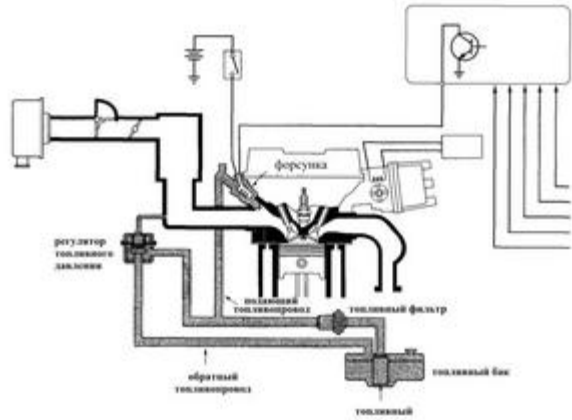 форсунка
регулятор
топливного
давления
подающий
топливопровод
топливный фильтр
топливный бак
обратный
топливопровод
топливный